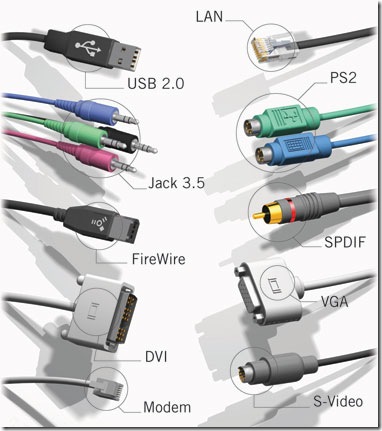 LAN
USB 2.0
PS2
Jack 3.5
SPDIF
FireWire
VGA
DVI
S-Video
Modem